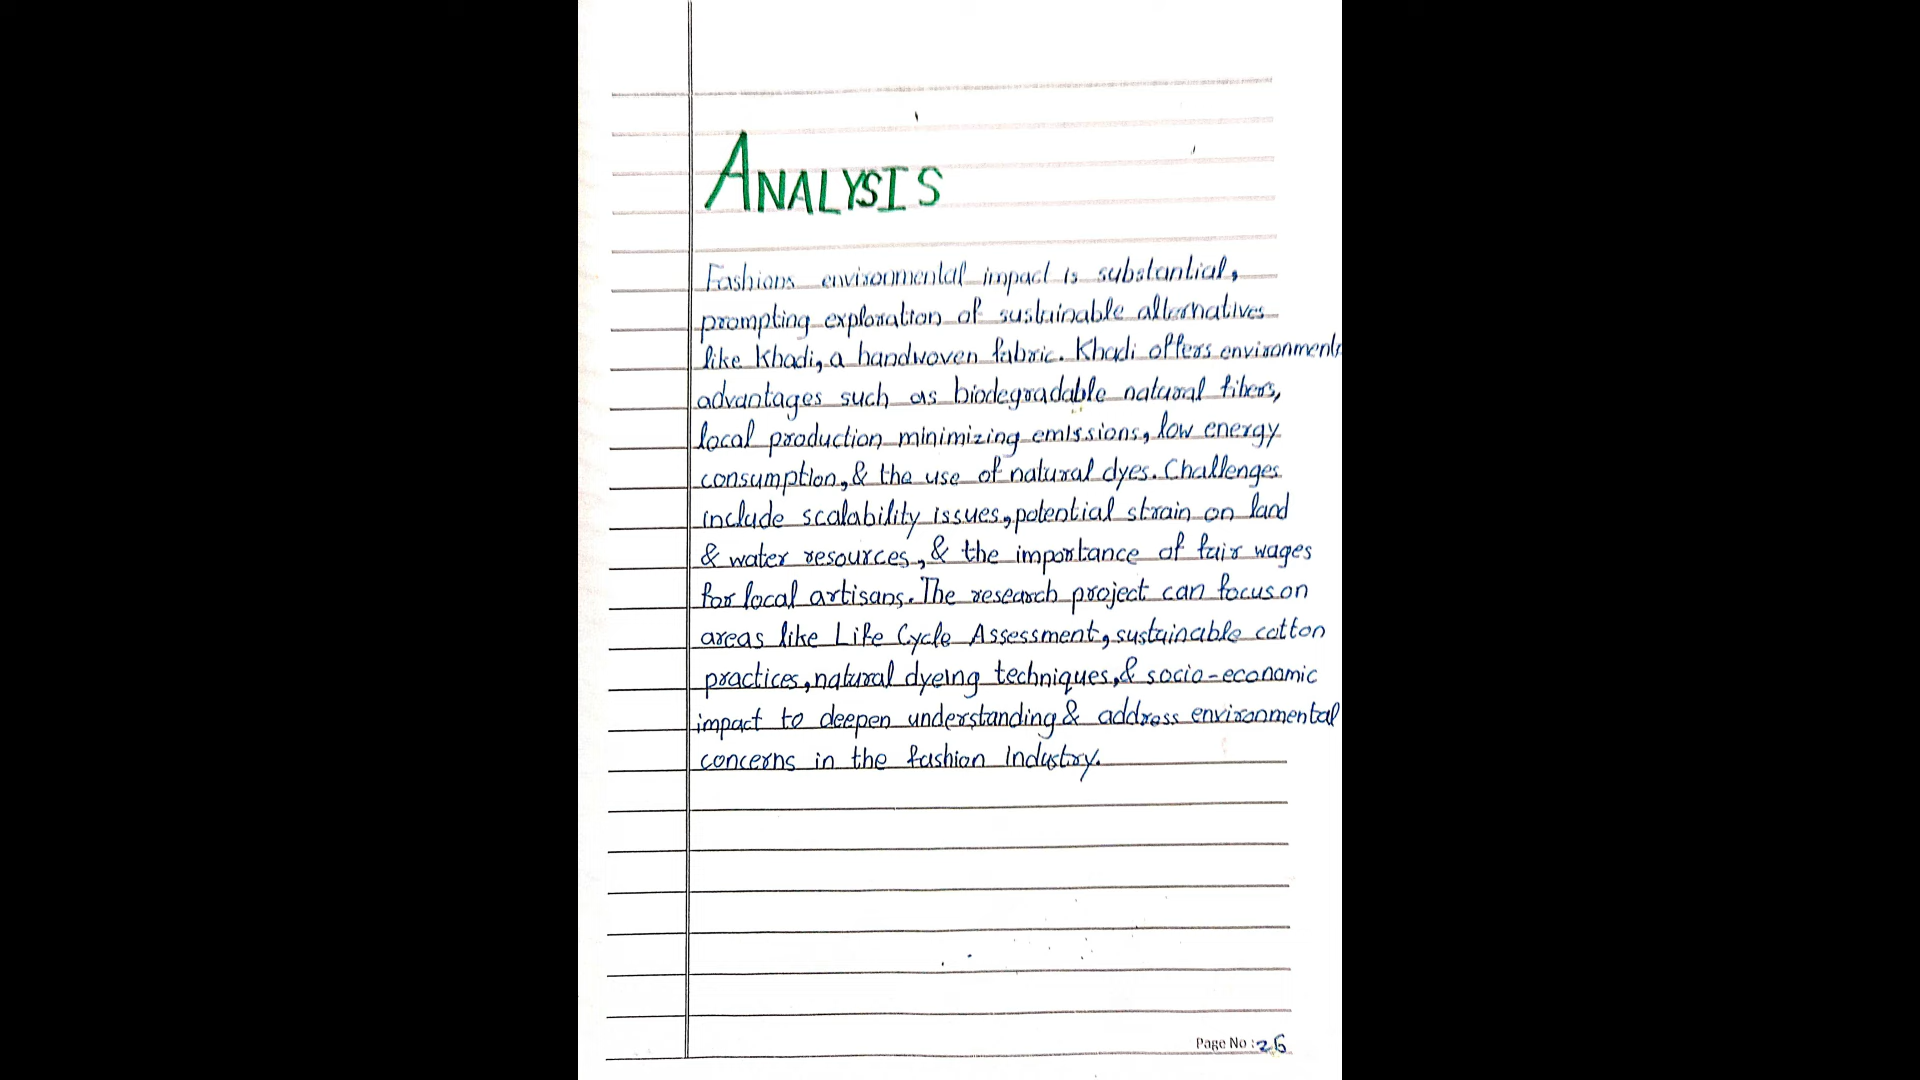 ANALYSIS
Fashions environmental impact is substantial,
prompting exploration of sustainable alternatives
like Khadi, a handwoven fabric. Khadi offers environmental
advantages such as biodegradable natural fibers,
local production minimizing emissions, low energy
consumption, & the use of natural dyes. Challenges
include scalability issues, potential strain on land
& water resources, & the importance of fair wages
for local artisans. The research project can focus on
areas like Life Cycle Assessment, sustainable cotton
practices, natural dyeing techniques, & socio-economic
impact to deepen understanding & address environmental
concerns in the fashion industry.
Page No : 26